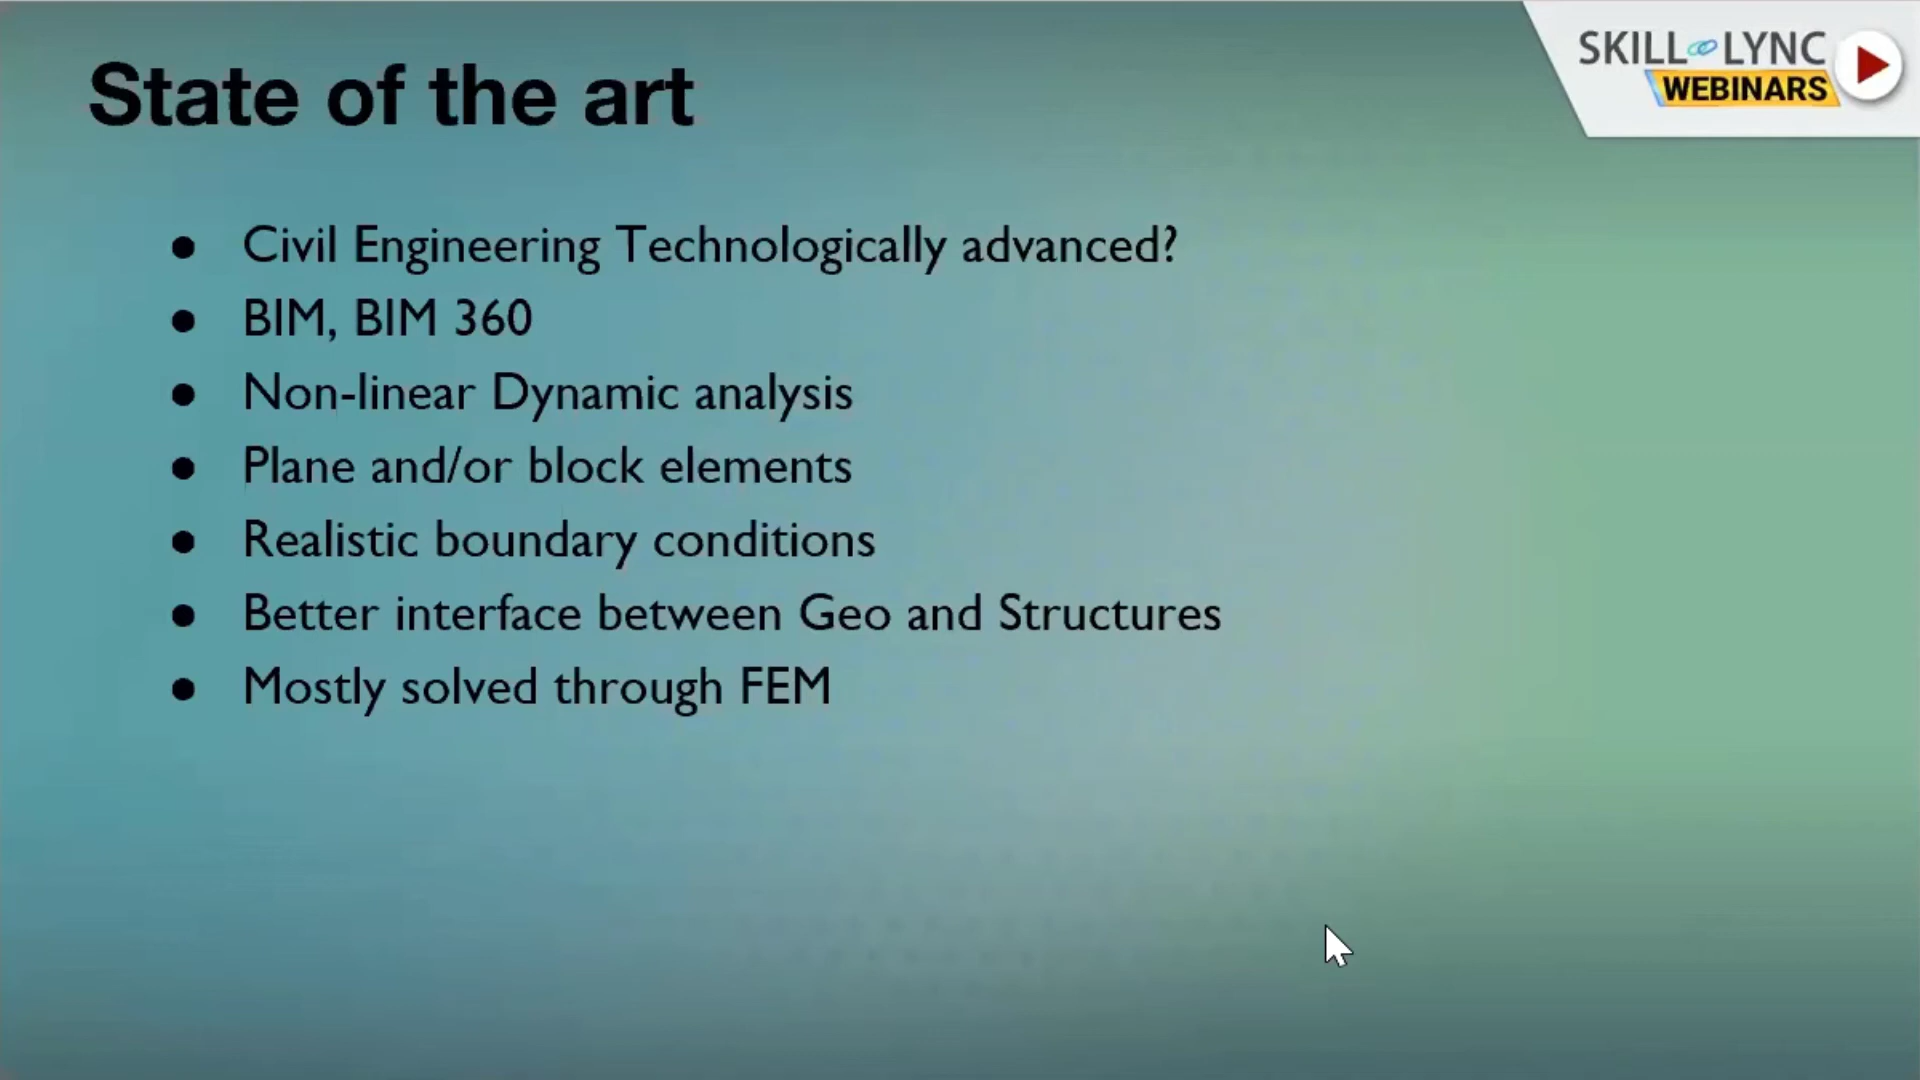 State of the art
SKILL LYNC
WEBINARS
● Civil Engineering Technologically advanced?
● BIM, BIM 360
● Non-linear Dynamic analysis
● Plane and/or block elements
● Realistic boundary conditions
● Better interface between Geo and Structures
● Mostly solved through FEM